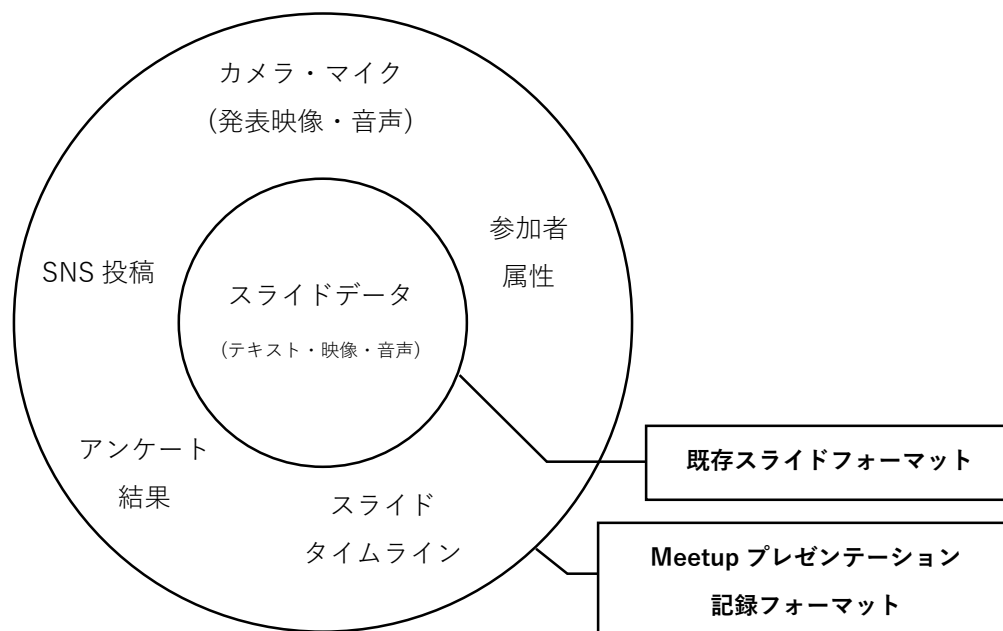 カメラ・マイク
(発表映像・音声)
参加者
属性
SNS 投稿
スライドデータ
(テキスト・映像・音声)
アンケート
結果
スライド
タイムライン
既存スライドフォーマット
Meetup プレゼンテーション
記録フォーマット